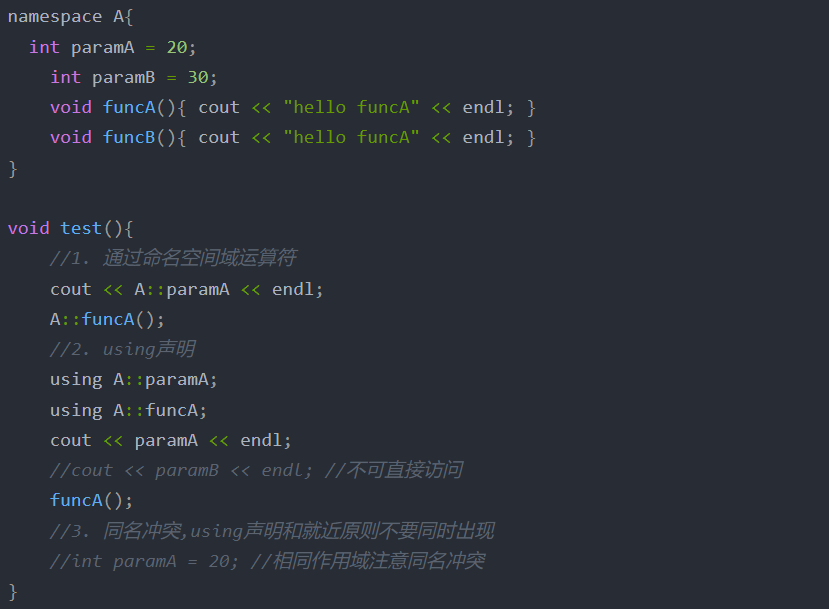 namespace A{
  int paramA = 20;
    int paramB = 30;
    void funcA(){ cout << "hello funcA" << endl; }
    void funcB(){ cout << "hello funcA" << endl; }
}

void test(){
    //1. 通过命名空间域运算符
    cout << A::paramA << endl;
    A::funcA();
    //2. using声明
    using A::paramA;
    using A::funcA;
    cout << paramA << endl;
    //cout << paramB << endl; //不可直接访问
    funcA();
    //3. 同名冲突,using声明和就近原则不要同时出现
    //int paramA = 20; //相同作用域注意同名冲突
}